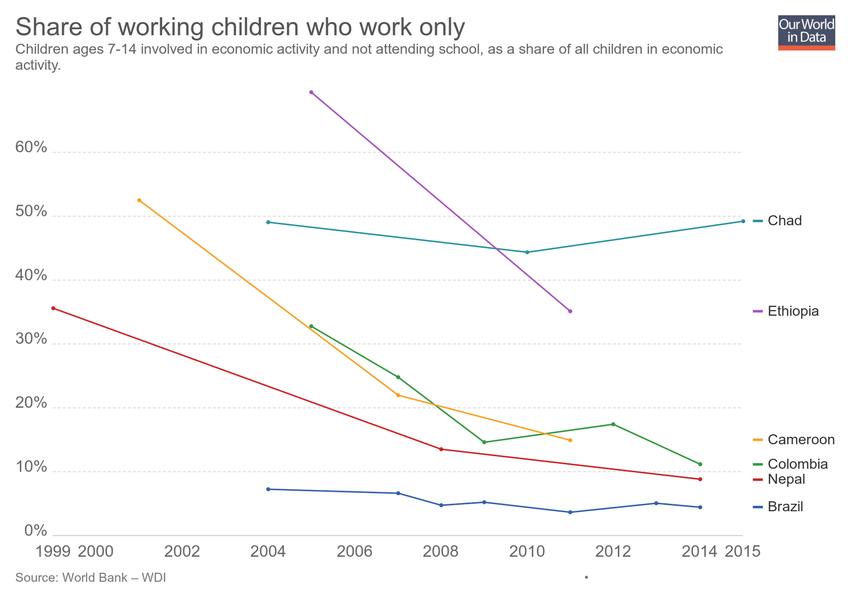 Share of working children who work only
Our World
in Data
Children ages 7-14 involved in economic activity and not attending school, as a share of all children in economic
activity.
60%
50%
40%
30%
20%
10%
0%
Chad
Ethiopia
Cameroon
Colombia
Nepal
Brazil
1999 2000 2002 2004 2006 2008 2010 2012 2014 2015
Source: World Bank – WDI